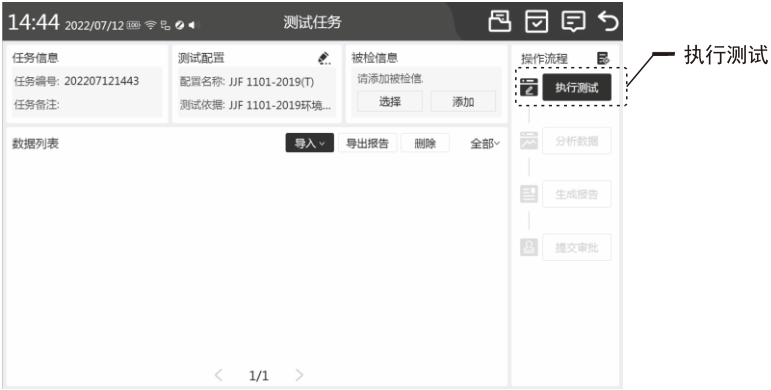 14:44 2022/07/12 100 测试任务
任务信息
任务编号: 202207121443
任务备注:
测试配置
配置名称: JJF 1101-2019(T)
测试依据: JJF 1101-2019环境...
被检信息
请添加被检信息.
选择 添加
操作流程
执行测试
分析数据
生成报告
提交审批
执行测试
数据列表 导入 导出报告 删除 全部
< 1/1 >